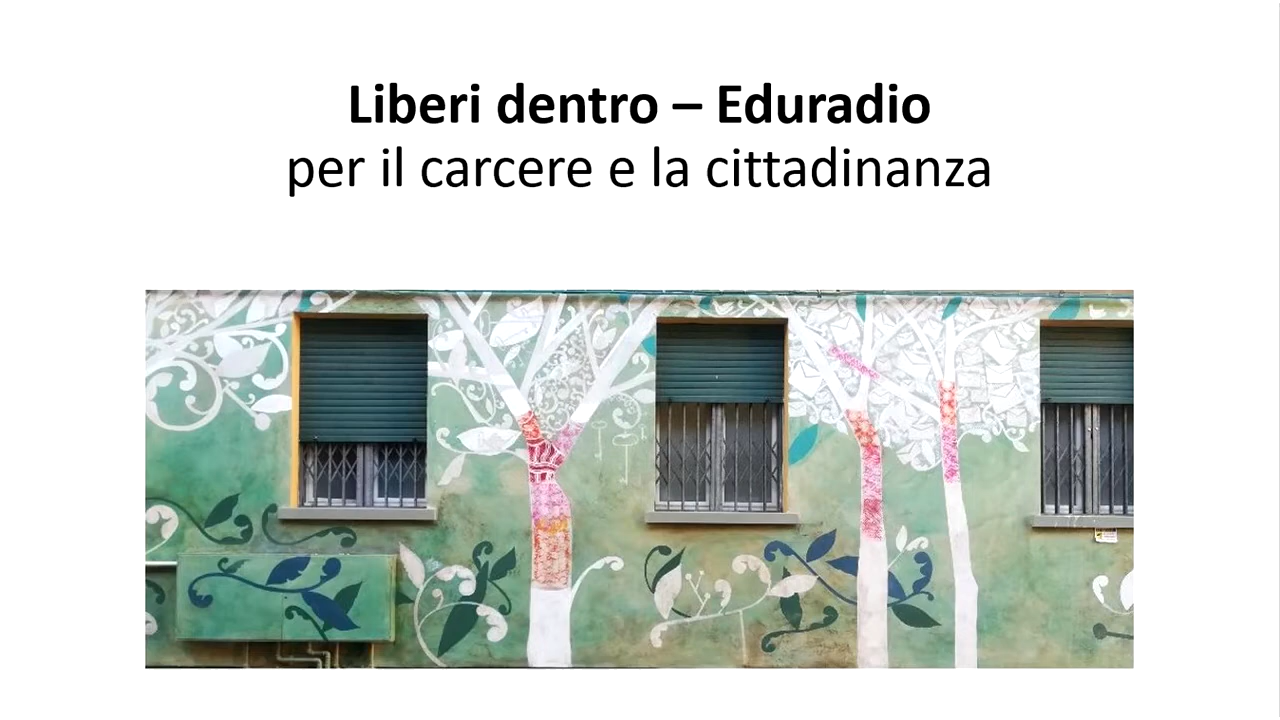 Liberi dentro – Eduradio
per il carcere e la cittadinanza